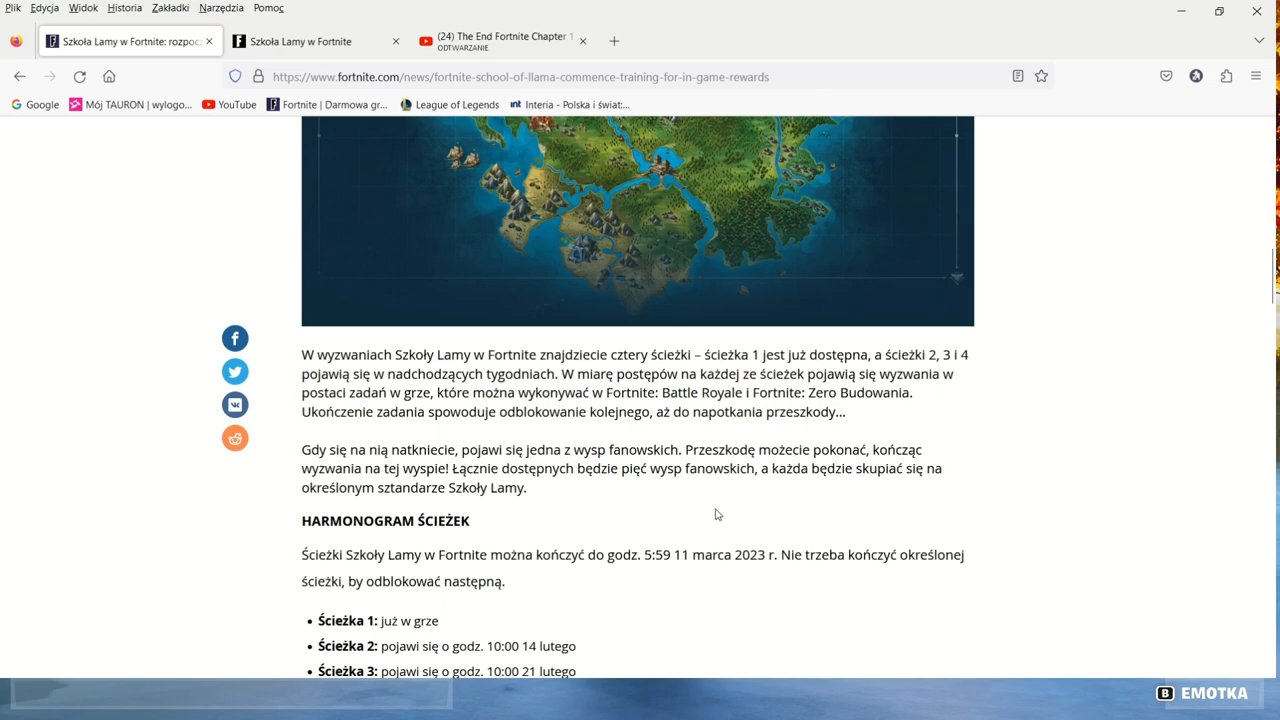 Plik Edycja Widok Historia Zakładki Narzędzia Pomoc
Szkoła Lamy w Fortnite: rozpocz
Szkoła Lamy w Fortnite
(24) The End Fortnite Chapter 1
ODTWARZANIE
https://www.fortnite.com/news/fortnite-school-of-llama-commence-training-for-in-game-rewards
Google Mój TAURON | wylogo... YouTube Fortnite | Darmowa gr... League of Legends int Interia - Polska i świat:...
W wyzwaniach Szkoły Lamy w Fortnite znajdziecie cztery ścieżki – ścieżka 1 jest już dostępna, a ścieżki 2, 3 i 4
pojawią się w nadchodzących tygodniach. W miarę postępów na każdej ze ścieżek pojawią się wyzwania w
postaci zadań w grze, które można wykonywać w Fortnite: Battle Royale i Fortnite: Zero Budowania.
Ukończenie zadania spowoduje odblokowanie kolejnego, aż do napotkania przeszkody...
Gdy się na nią natkniecie, pojawi się jedna z wysp fanowskich. Przeszkodę możecie pokonać, kończąc
wyzwania na tej wyspie! Łącznie dostępnych będzie pięć wysp fanowskich, a każda będzie skupiać się na
określonym sztandarze Szkoły Lamy.
HARMONOGRAM ŚCIEŻEK
Ścieżki Szkoły Lamy w Fortnite można kończyć do godz. 5:59 11 marca 2023 r. Nie trzeba kończyć określonej
ścieżki, by odblokować następną.
• Ścieżka 1: już w grze
• Ścieżka 2: pojawi się o godz. 10:00 14 lutego
• Ścieżka 3: pojawi się o godz. 10:00 21 lutego
B EMOTKA